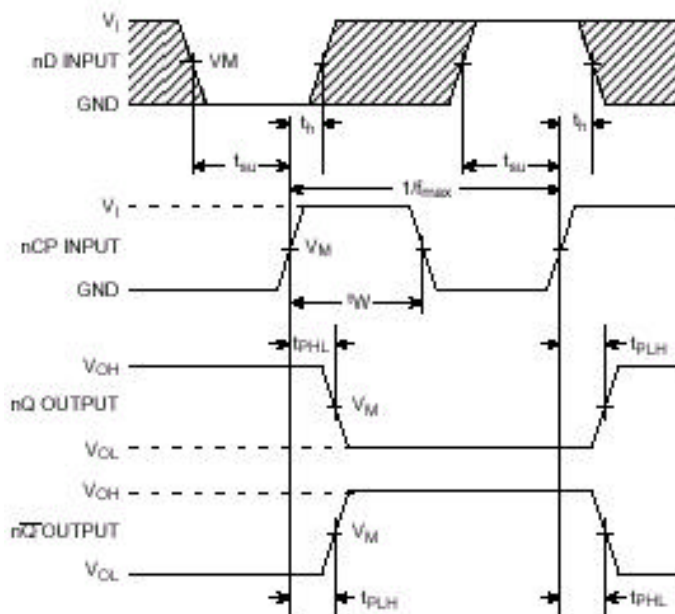 VI
nD INPUT VM
GND
th th
tsu tsu
1/fmax
VI
nCP INPUT VM
GND
tW
tPHL tPLH
VOH
nQ OUTPUT VM
VOL
VOH
nQ̅ OUTPUT VM
VOL
tPLH tPHL